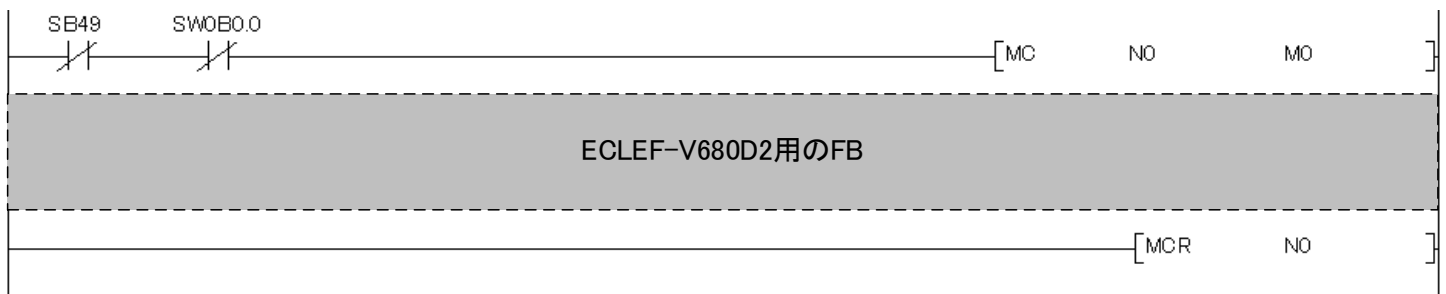 SB49 SW0B0.0
[MC N0 M0 ]
ECLEF-V680D2用のFB
[MCR N0 ]